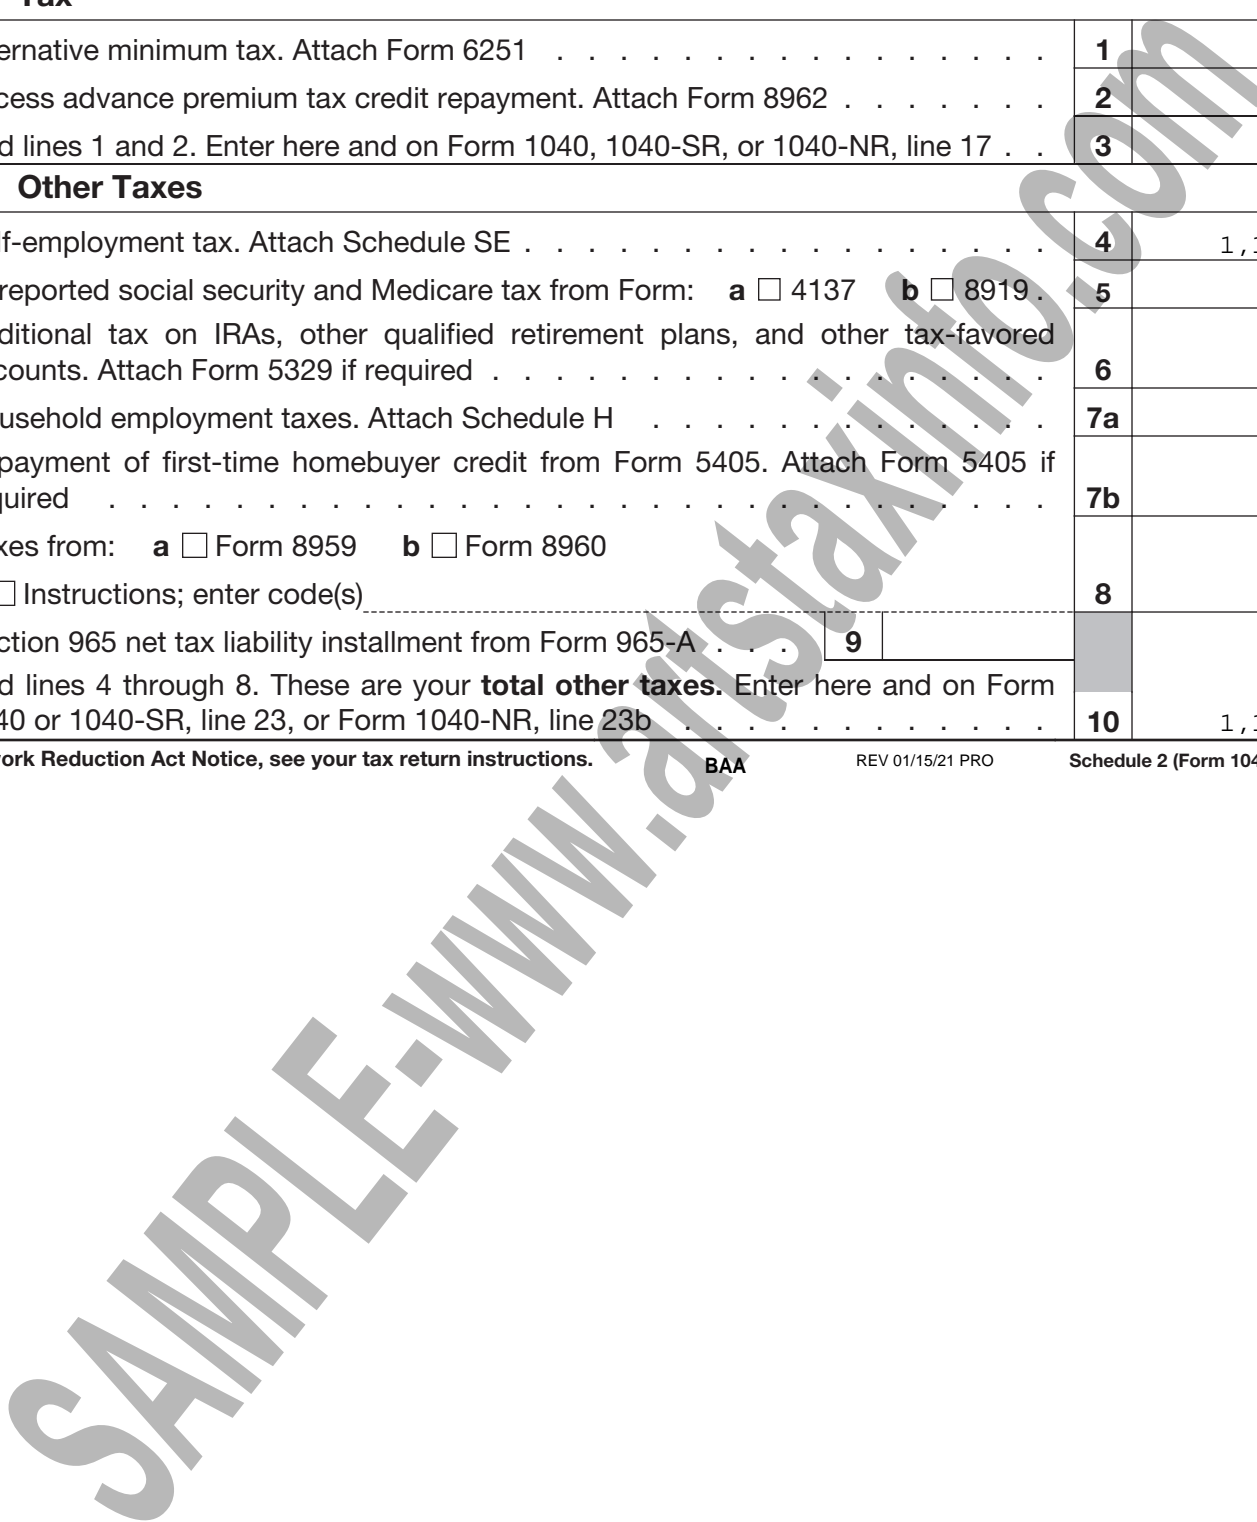 Tax
ernative minimum tax. Attach Form 6251 . . . . . . . . . . . . . . . . 1
cess advance premium tax credit repayment. Attach Form 8962 . . . . . . . 2
d lines 1 and 2. Enter here and on Form 1040, 1040-SR, or 1040-NR, line 17 . . 3
Other Taxes
lf-employment tax. Attach Schedule SE . . . . . . . . . . . . . . . . . 4 1,1
reported social security and Medicare tax from Form: a 4137 b 8919 . 5
ditional tax on IRAs, other qualified retirement plans, and other tax-favored
counts. Attach Form 5329 if required . . . . . . . . . . . . . . . . . . 6
usehold employment taxes. Attach Schedule H . . . . . . . . . . . . . 7a
payment of first-time homebuyer credit from Form 5405. Attach Form 5405 if
quired . . . . . . . . . . . . . . . . . . . . . . . . . . . . . . 7b
xes from: a Form 8959 b Form 8960
Instructions; enter code(s) 8
ction 965 net tax liability installment from Form 965-A . . . 9
d lines 4 through 8. These are your total other taxes. Enter here and on Form
40 or 1040-SR, line 23, or Form 1040-NR, line 23b . . . . . . . . . . . . 10 1,1
ork Reduction Act Notice, see your tax return instructions. BAA REV 01/15/21 PRO Schedule 2 (Form 104
SAMPLE-www.artstaxinfo.com